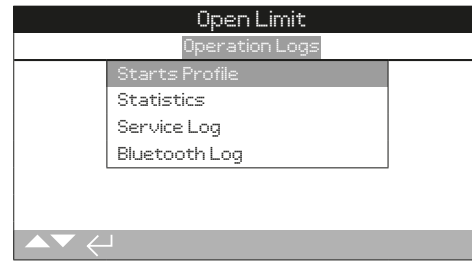 Open Limit
Operation Logs
Starts Profile
Statistics
Service Log
Bluetooth Log